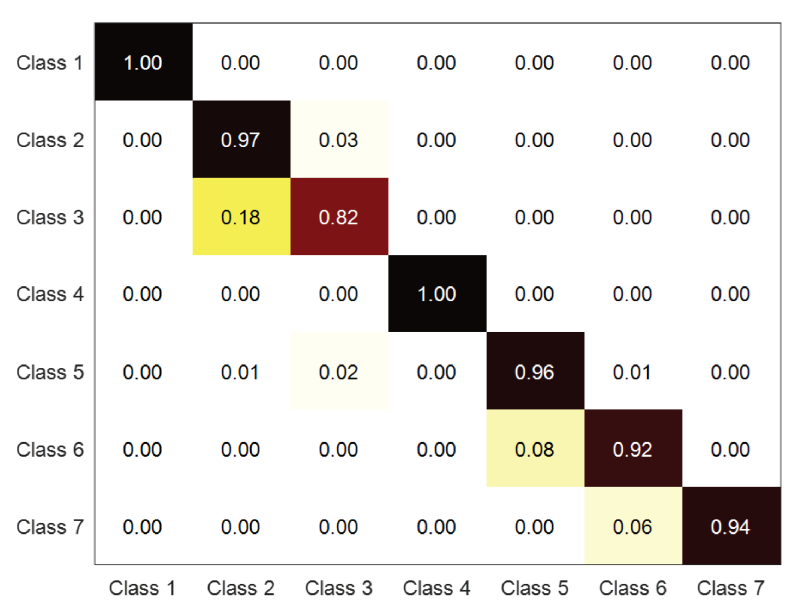 Class 1 1.00 0.00 0.00 0.00 0.00 0.00 0.00
Class 2 0.00 0.97 0.03 0.00 0.00 0.00 0.00
Class 3 0.00 0.18 0.82 0.00 0.00 0.00 0.00
Class 4 0.00 0.00 0.00 1.00 0.00 0.00 0.00
Class 5 0.00 0.01 0.02 0.00 0.96 0.01 0.00
Class 6 0.00 0.00 0.00 0.00 0.08 0.92 0.00
Class 7 0.00 0.00 0.00 0.00 0.00 0.06 0.94
Class 1 Class 2 Class 3 Class 4 Class 5 Class 6 Class 7